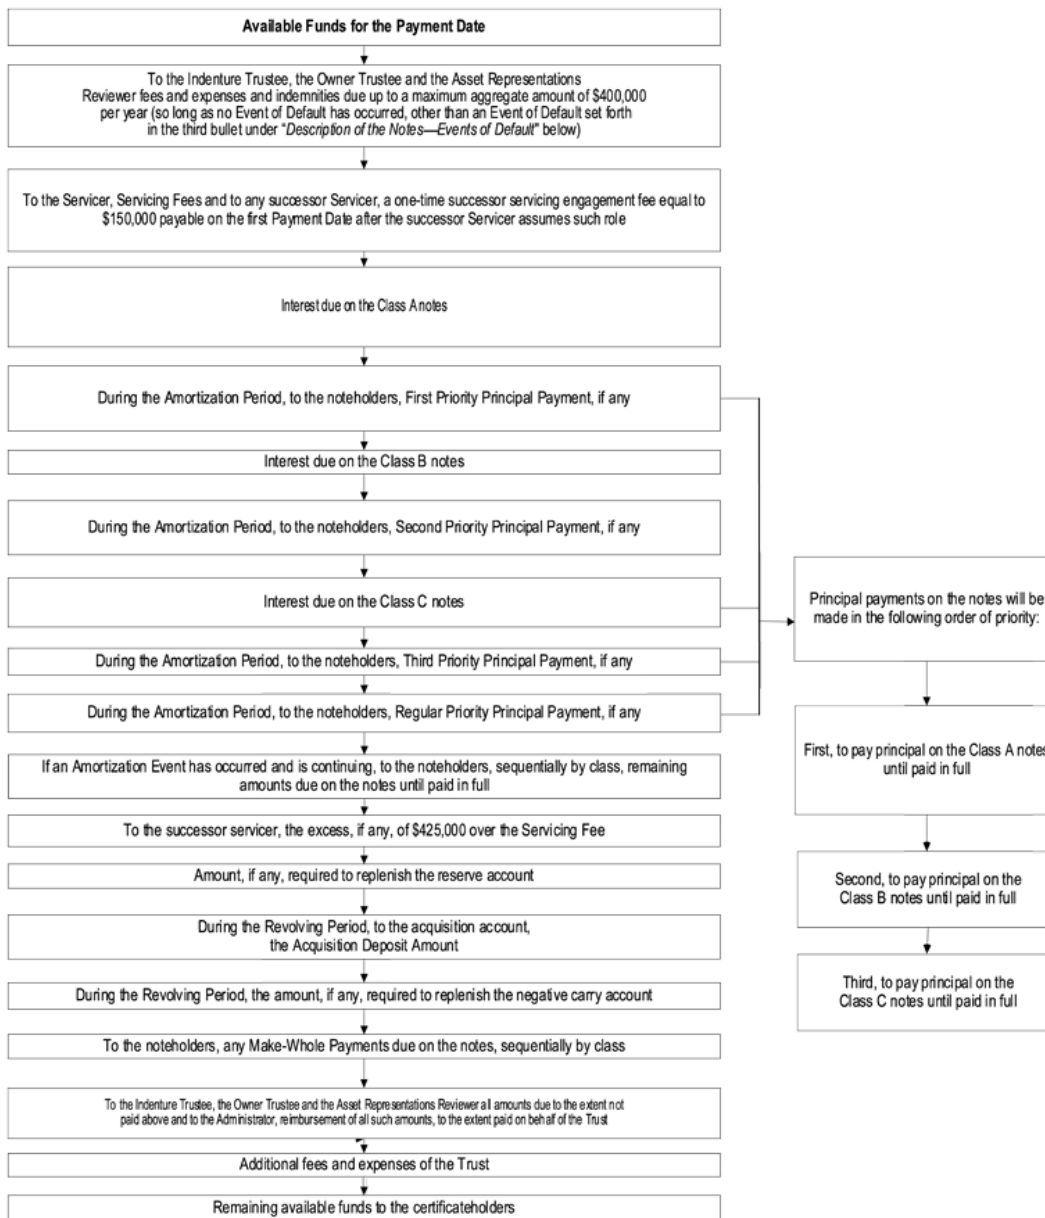 Available Funds for the Payment Date
To the Indenture Trustee, the Owner Trustee and the Asset Representations
Reviewer fees and expenses and indemnities due up to a maximum aggregate amount of $400,000
per year (so long as no Event of Default has occurred, other than an Event of Default set forth
in the third bullet under “Description of the Notes—Events of Default” below)
To the Servicer, Servicing Fees and to any successor Servicer, a one-time successor servicing engagement fee equal to
$150,000 payable on the first Payment Date after the successor Servicer assumes such role
Interest due on the Class A notes
During the Amortization Period, to the noteholders, First Priority Principal Payment, if any
Interest due on the Class B notes
During the Amortization Period, to the noteholders, Second Priority Principal Payment, if any
Interest due on the Class C notes
During the Amortization Period, to the noteholders, Third Priority Principal Payment, if any
During the Amortization Period, to the noteholders, Regular Priority Principal Payment, if any
If an Amortization Event has occurred and is continuing, to the noteholders, sequentially by class, remaining
amounts due on the notes until paid in full
To the successor servicer, the excess, if any, of $425,000 over the Servicing Fee
Amount, if any, required to replenish the reserve account
During the Revolving Period, to the acquisition account,
the Acquisition Deposit Amount
During the Revolving Period, the amount, if any, required to replenish the negative carry account
To the noteholders, any Make-Whole Payments due on the notes, sequentially by class
To the Indenture Trustee, the Owner Trustee and the Asset Representations Reviewer all amounts due to the extent not
paid above and to the Administrator, reimbursement of all such amounts, to the extent paid on behalf of the Trust
Additional fees and expenses of the Trust
Remaining available funds to the certificateholders
Principal payments on the notes will be
made in the following order of priority:
First, to pay principal on the Class A notes
until paid in full
Second, to pay principal on the
Class B notes until paid in full
Third, to pay principal on the
Class C notes until paid in full